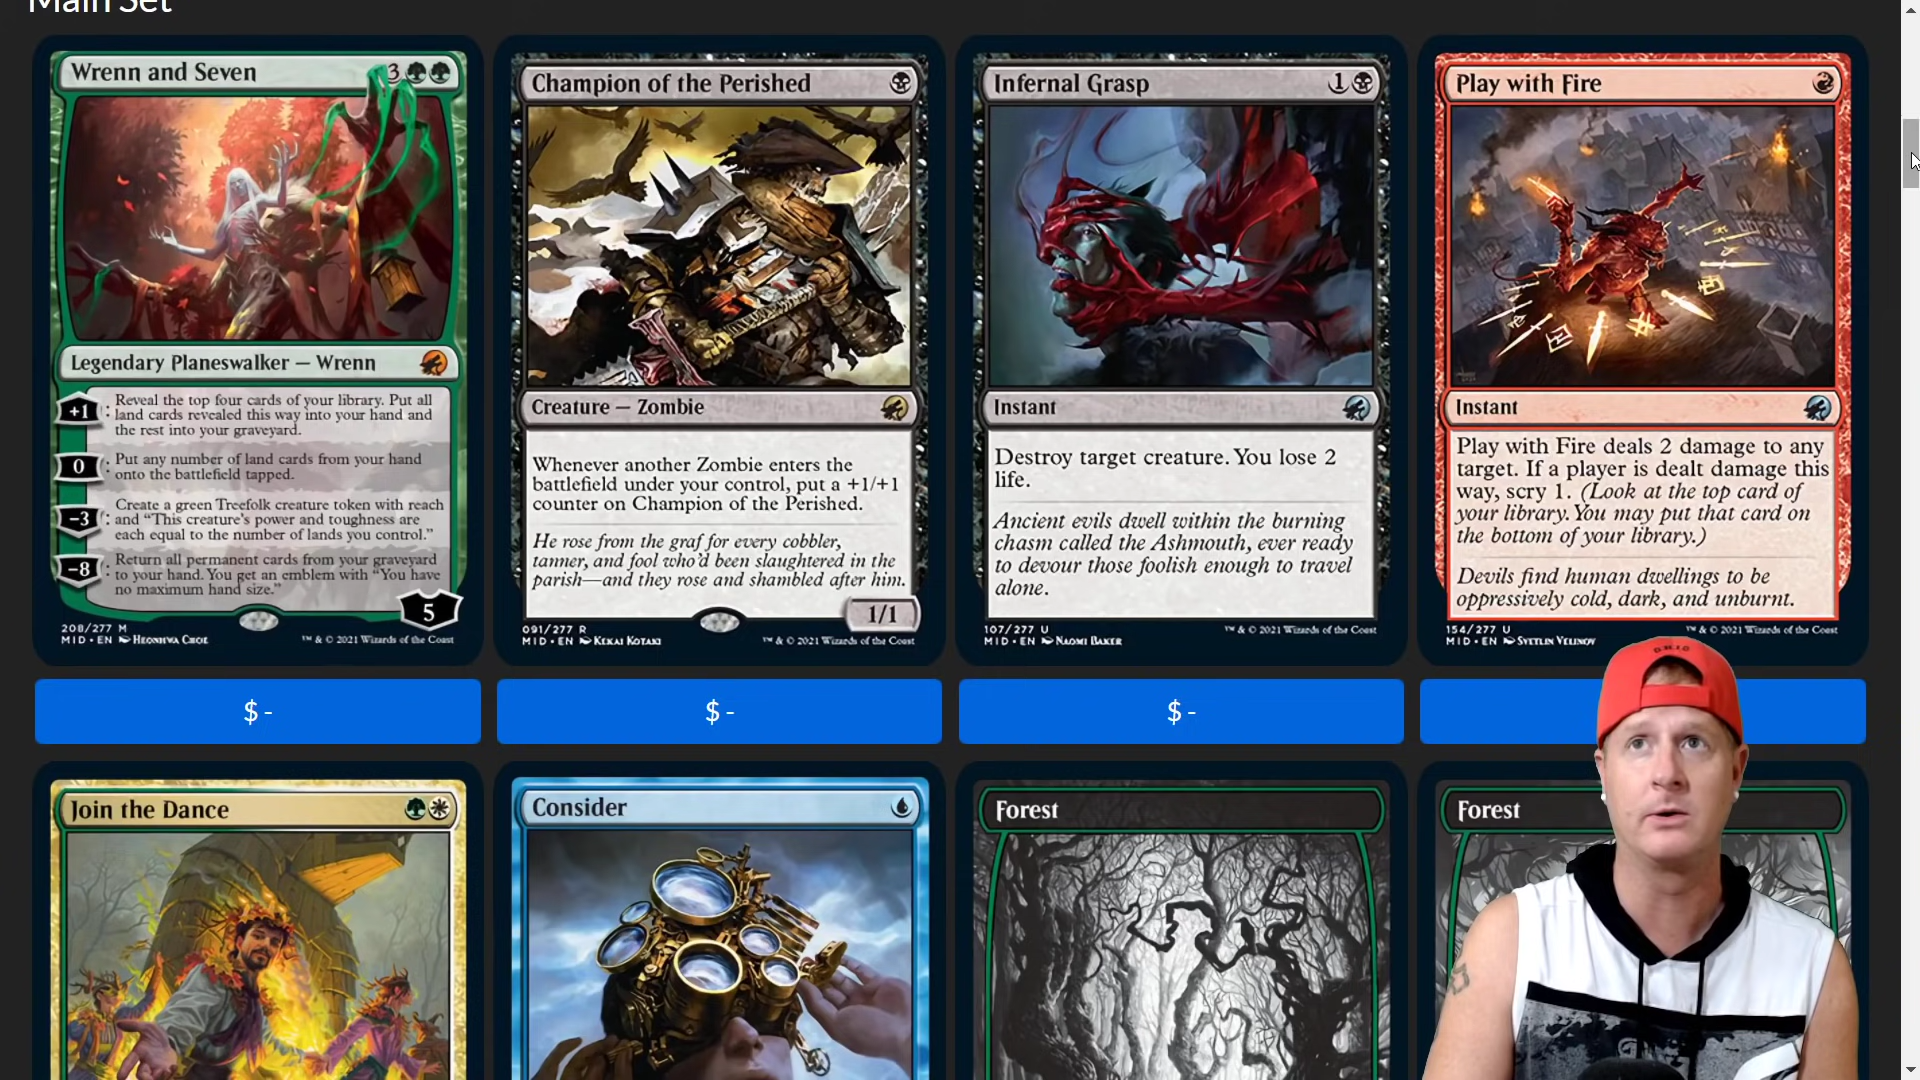 Main Set
Wrenn and Seven 3
Legendary Planeswalker — Wrenn
+1 : Reveal the top four cards of your library. Put all
land cards revealed this way into your hand and
the rest into your graveyard.
0 : Put any number of land cards from your hand
onto the battlefield tapped.
-3 : Create a green Treefolk creature token with reach
and “This creature's power and toughness are
each equal to the number of lands you control.”
-8 : Return all permanent cards from your graveyard
to your hand. You get an emblem with “You have
no maximum hand size.”
5
208/277 M
MID • EN Heonhwa Choe ™ & © 2021 Wizards of the Coast
Champion of the Perished
Creature — Zombie
Whenever another Zombie enters the
battlefield under your control, put a +1/+1
counter on Champion of the Perished.
He rose from the graf for every cobbler,
tanner, and fool who'd been slaughtered in the
parish—and they rose and shambled after him.
1/1
091/277 R
MID • EN Kekai Kotaki ™ & © 2021 Wizards of the Coast
Infernal Grasp 1
Instant
Destroy target creature. You lose 2
life.
Ancient evils dwell within the burning
chasm called the Ashmouth, ever ready
to devour those foolish enough to travel
alone.
107/277 U ™ & © 2021 Wizards of the Coast
MID • EN Naomi Baker
Play with Fire
Instant
Play with Fire deals 2 damage to any
target. If a player is dealt damage this
way, scry 1. (Look at the top card of
your library. You may put that card on
the bottom of your library.)
Devils find human dwellings to be
oppressively cold, dark, and unburnt.
154/277 U ™ & © 2021 Wizards of the Coast
MID • EN Svetlin Velinov
$ -
$ -
$ -
Join the Dance
Consider
Forest
Forest